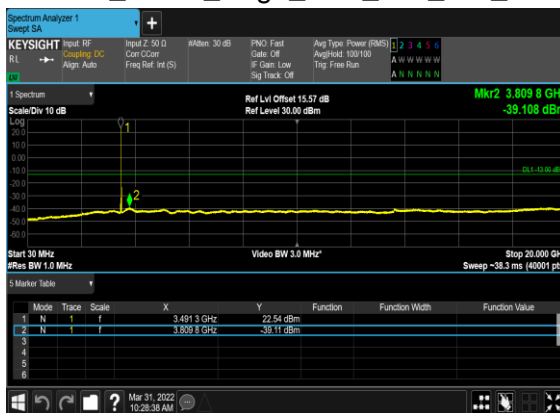 Spectrum Analyzer 1
Swept SA
KEYSIGHT
RL
Input: RF
Coupling: DC
Align: Auto
Input Z: 50 Ω
Corr CCorr
Freq Ref: Int (S)
#Atten: 30 dB
PNO: Fast
Gate: Off
IF Gain: Low
Sig Track: Off
Avg Type: Power (RMS)
Avg|Hold: 100/100
Trig: Free Run
1 2 3 4 5 6
A W W W W W
A N N N N N
1 Spectrum
Scale/Div 10 dB
Ref Lvl Offset 15.57 dB
Ref Level 30.00 dBm
Mkr2 3.809 8 GHz
-39.108 dBm
Log
20.0
10.0
0.00
-10.0
-20.0
-30.0
-40.0
-50.0
-60.0
1
2
DL1 -13.00 dB
Start 30 MHz
#Res BW 1.0 MHz
Video BW 3.0 MHz*
Stop 20.000 GH
Sweep ~38.3 ms (40001 pt
5 Marker Table
Mode Trace Scale X Y Function Function Width Function Value
1 N 1 f 3.491 3 GHz 22.54 dBm
2 N 1 f 3.809 8 GHz -39.11 dBm
3
4
5
6
?
Mar 31, 2022
10:28:38 AM